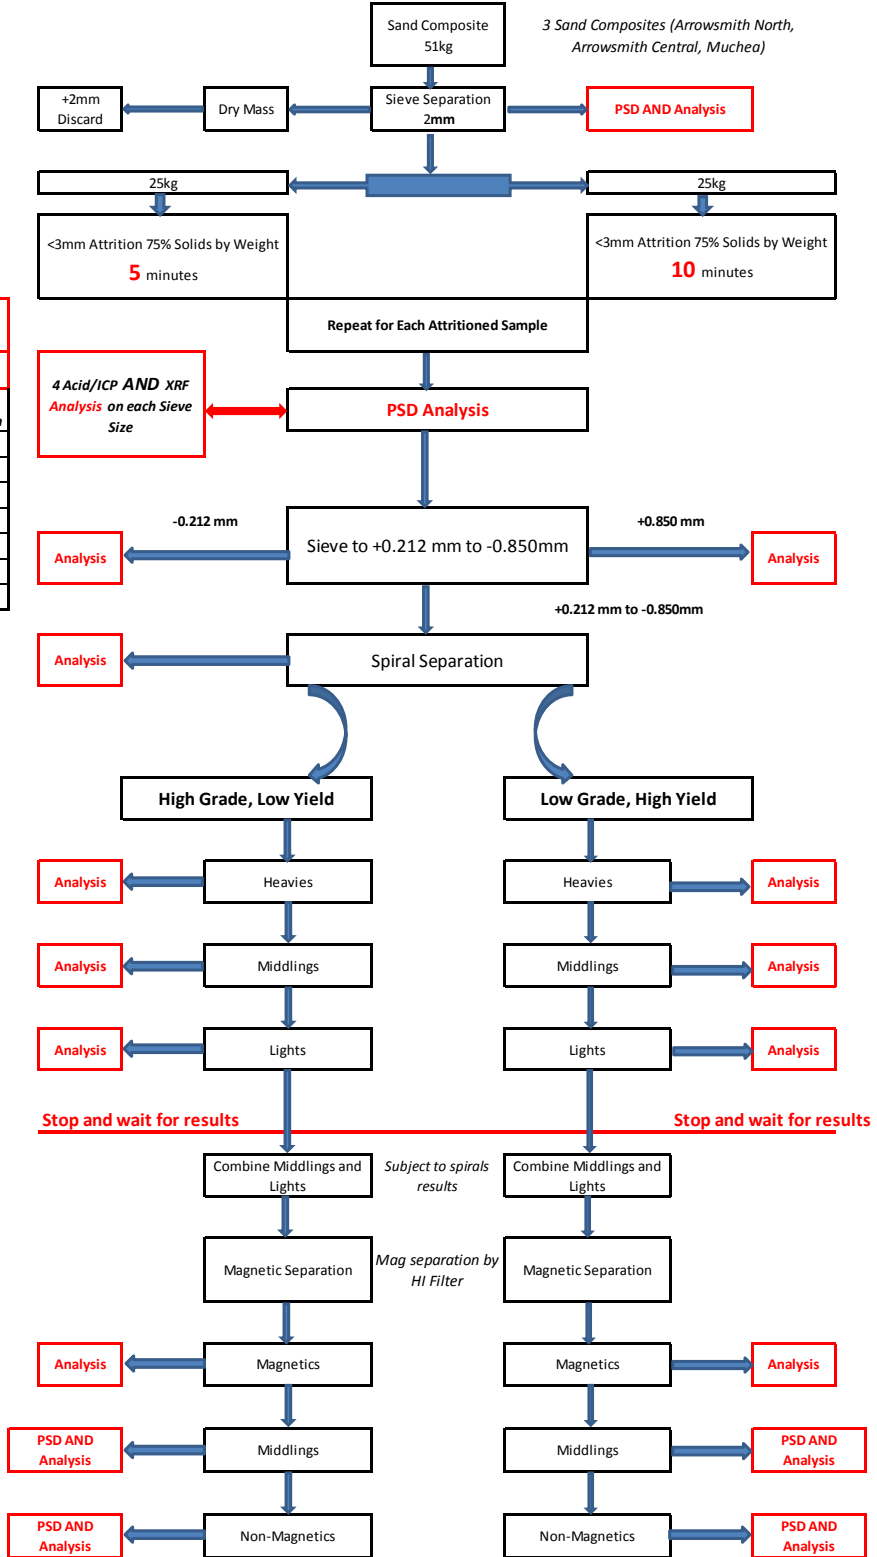 Sand Composite
51kg
3 Sand Composites (Arrowsmith North,
Arrowsmith Central, Muchea)
+2mm
Discard
Dry Mass
Sieve Separation
2mm
PSD AND Analysis
25kg
25kg
<3mm Attrition 75% Solids by Weight
5 minutes
<3mm Attrition 75% Solids by Weight
10 minutes
Repeat for Each Attritioned Sample
4 Acid/ICP AND XRF
Analysis on each Sieve
Size
PSD Analysis
-0.212 mm
+0.850 mm
Analysis
Sieve to +0.212 mm to -0.850mm
Analysis
+0.212 mm to -0.850mm
Analysis
Spiral Separation
High Grade, Low Yield
Low Grade, High Yield
Analysis
Heavies
Heavies
Analysis
Analysis
Middlings
Middlings
Analysis
Analysis
Lights
Lights
Analysis
Stop and wait for results
Stop and wait for results
Combine Middlings and
Lights
Subject to spirals
results
Combine Middlings and
Lights
Magnetic Separation
Mag separation by
HI Filter
Magnetic Separation
Analysis
Magnetics
Magnetics
Analysis
PSD AND
Analysis
Middlings
Middlings
PSD AND
Analysis
PSD AND
Analysis
Non-Magnetics
Non-Magnetics
PSD AND
Analysis